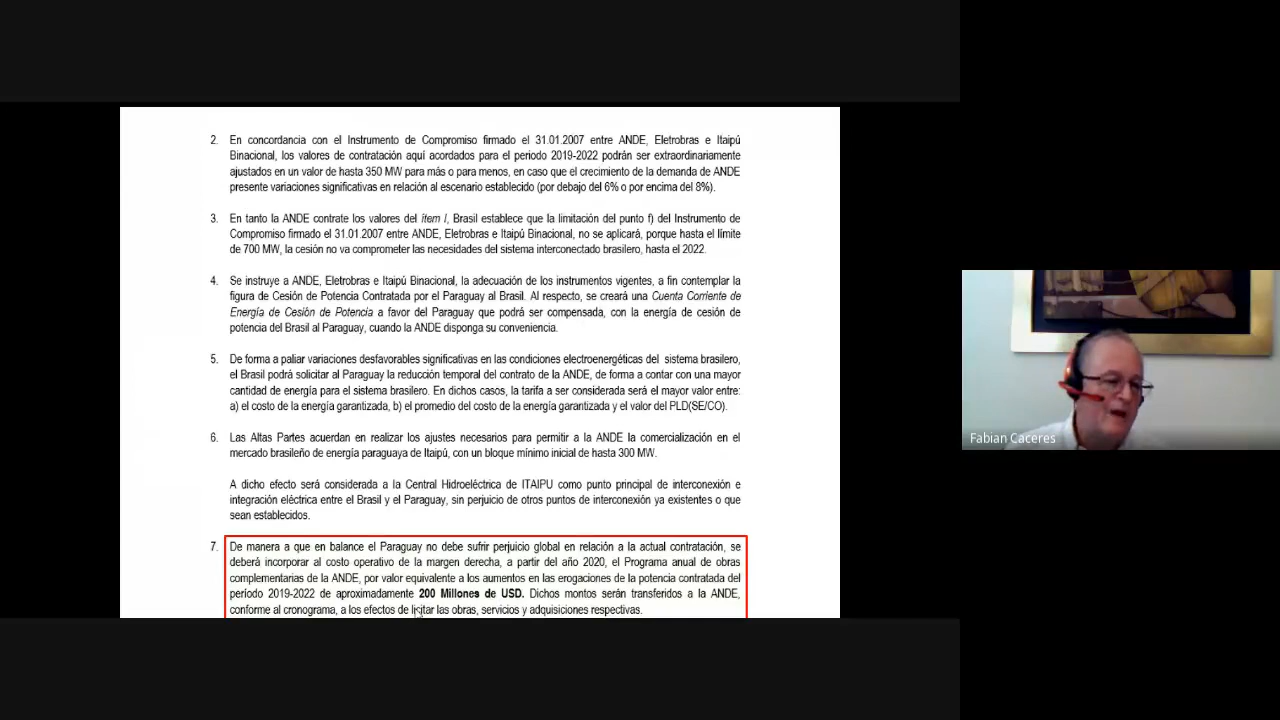 2. En concordancia con el Instrumento de Compromiso firmado el 31.01.2007 entre ANDE, Eletrobras e Itaipú
Binacional, los valores de contratación aquí acordados para el periodo 2019-2022 podrán ser extraordinariamente
ajustados en un valor de hasta 350 MW para más o para menos, en caso que el crecimiento de la demanda de ANDE
presente variaciones significativas en relación al escenario establecido (por debajo del 6% o por encima del 8%).
3. En tanto la ANDE contrate los valores del ítem I, Brasil establece que la limitación del punto f) del Instrumento de
Compromiso firmado el 31.01.2007 entre ANDE, Eletrobras e Itaipú Binacional, no se aplicará, porque hasta el límite
de 700 MW, la cesión no va comprometer las necesidades del sistema interconectado brasilero, hasta el 2022.
4. Se instruye a ANDE, Eletrobras e Itaipú Binacional, la adecuación de los instrumentos vigentes, a fin contemplar la
figura de Cesión de Potencia Contratada por el Paraguay al Brasil. Al respecto, se creará una Cuenta Corriente de
Energía de Cesión de Potencia a favor del Paraguay que podrá ser compensada, con la energía de cesión de
potencia del Brasil al Paraguay, cuando la ANDE disponga su conveniencia.
5. De forma a paliar variaciones desfavorables significativas en las condiciones electroenergéticas del sistema brasilero,
el Brasil podrá solicitar al Paraguay la reducción temporal del contrato de la ANDE, de forma a contar con una mayor
cantidad de energía para el sistema brasilero. En dichos casos, la tarifa a ser considerada será el mayor valor entre:
a) el costo de la energía garantizada, b) el promedio del costo de la energía garantizada y el valor del PLD(SE/CO).
6. Las Altas Partes acuerdan en realizar los ajustes necesarios para permitir a la ANDE la comercialización en el
mercado brasileño de energía paraguaya de Itaipú, con un bloque mínimo inicial de hasta 300 MW.
A dicho efecto será considerada a la Central Hidroeléctrica de ITAIPU como punto principal de interconexión e
integración eléctrica entre el Brasil y el Paraguay, sin perjuicio de otros puntos de interconexión ya existentes o que
sean establecidos.
7. De manera a que en balance el Paraguay no debe sufrir perjuicio global en relación a la actual contratación, se
deberá incorporar al costo operativo de la margen derecha, a partir del año 2020, el Programa anual de obras
complementarias de la ANDE, por valor equivalente a los aumentos en las erogaciones de la potencia contratada del
período 2019-2022 de aproximadamente 200 Millones de USD. Dichos montos serán transferidos a la ANDE,
conforme al cronograma, a los efectos de licitar las obras, servicios y adquisiciones respectivas.
Fabian Caceres